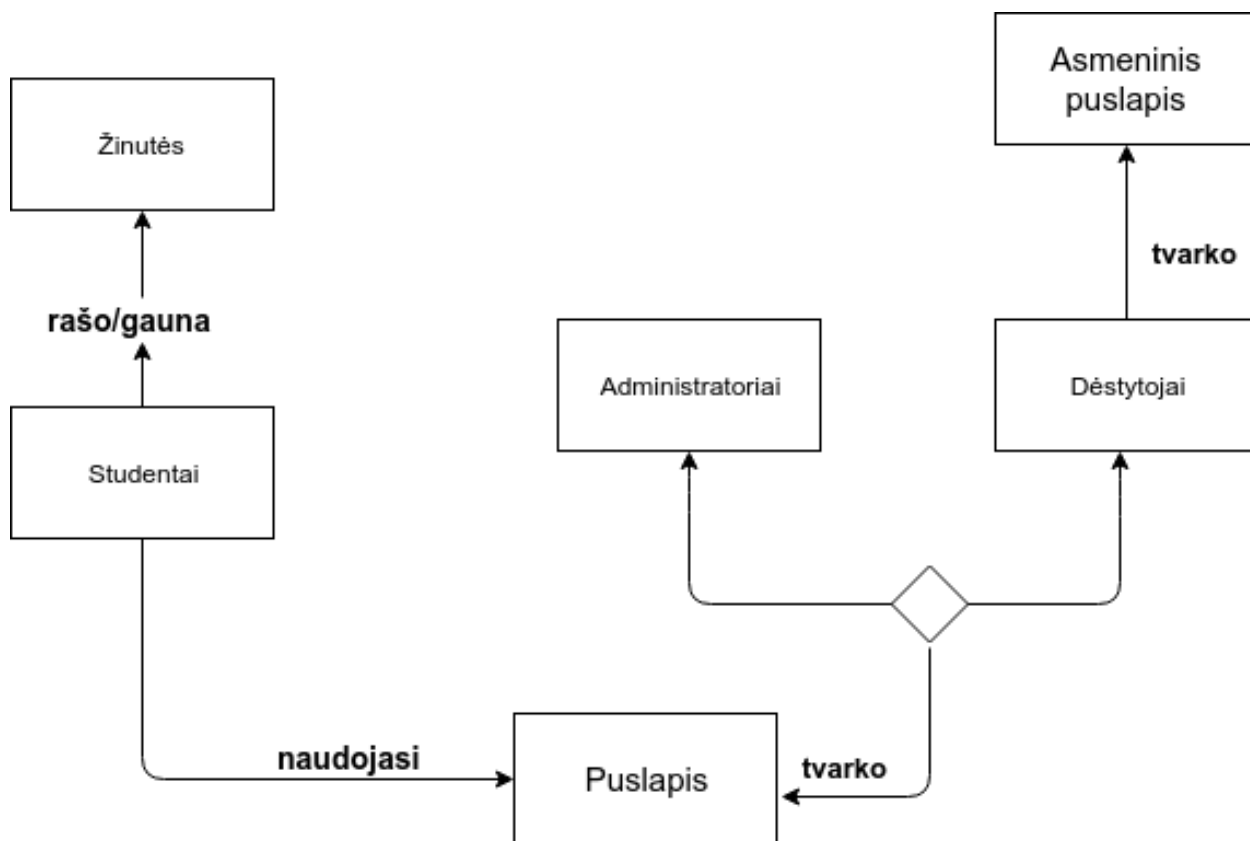 Asmeninis
puslapis
Žinutės
tvarko
rašo/gauna
Administratoriai
Dėstytojai
Studentai
naudojasi
Puslapis
tvarko